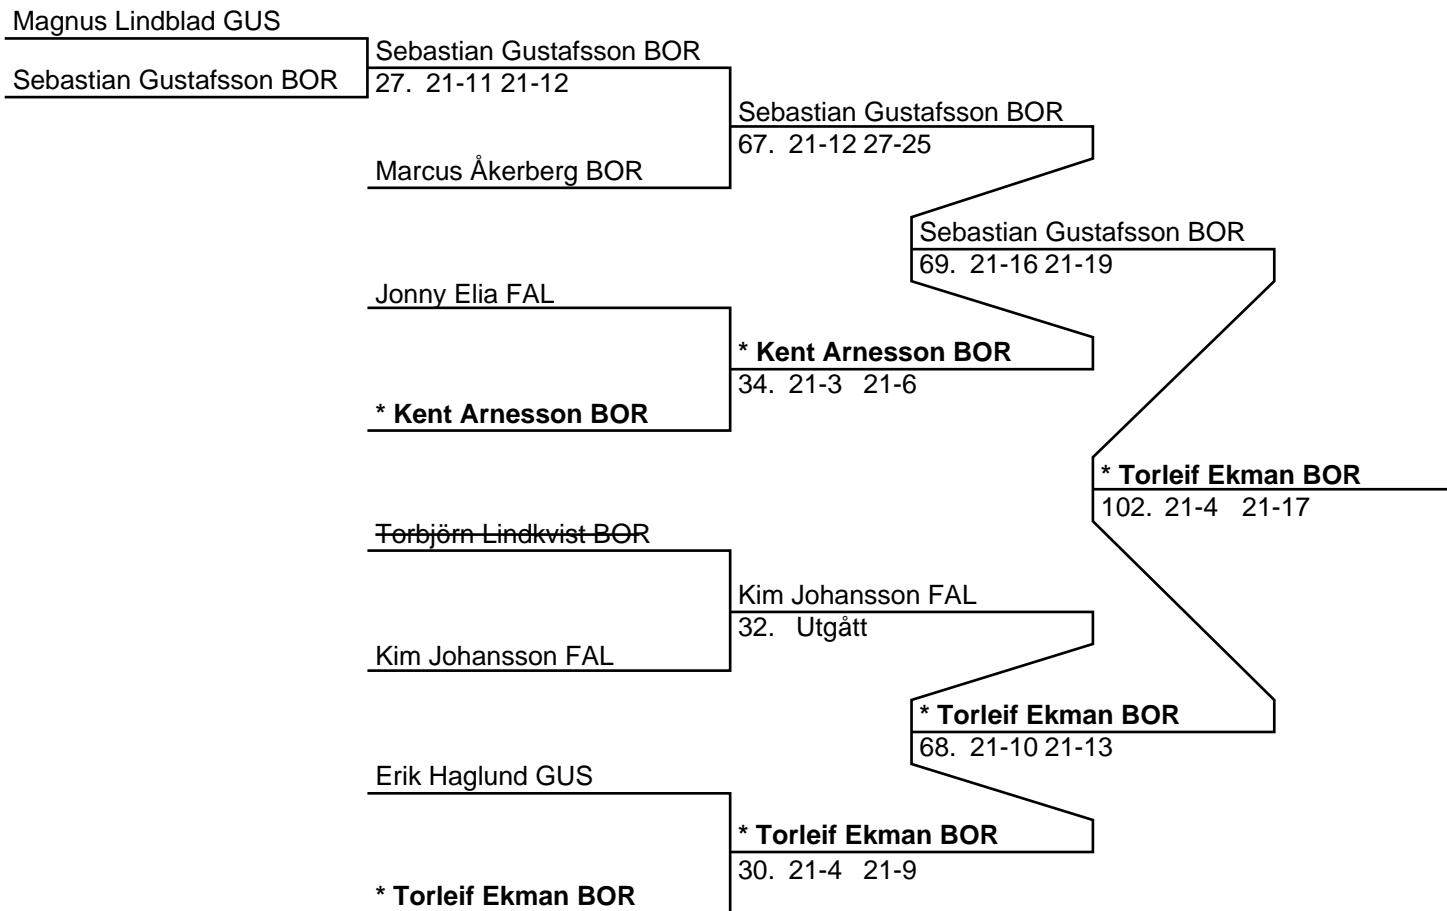 Magnus Lindblad GUS
Sebastian Gustafsson BOR
Sebastian Gustafsson BOR
27. 21-11 21-12
Sebastian Gustafsson BOR
67. 21-12 27-25
Marcus Åkerberg BOR
Sebastian Gustafsson BOR
69. 21-16 21-19
Jonny Elia FAL
* Kent Arnesson BOR
34. 21-3 21-6
* Kent Arnesson BOR
* Torleif Ekman BOR
102. 21-4 21-17
Torbjörn Lindkvist BOR
Kim Johansson FAL
32. Utgått
Kim Johansson FAL
* Torleif Ekman BOR
68. 21-10 21-13
Erik Haglund GUS
* Torleif Ekman BOR
30. 21-4 21-9
* Torleif Ekman BOR